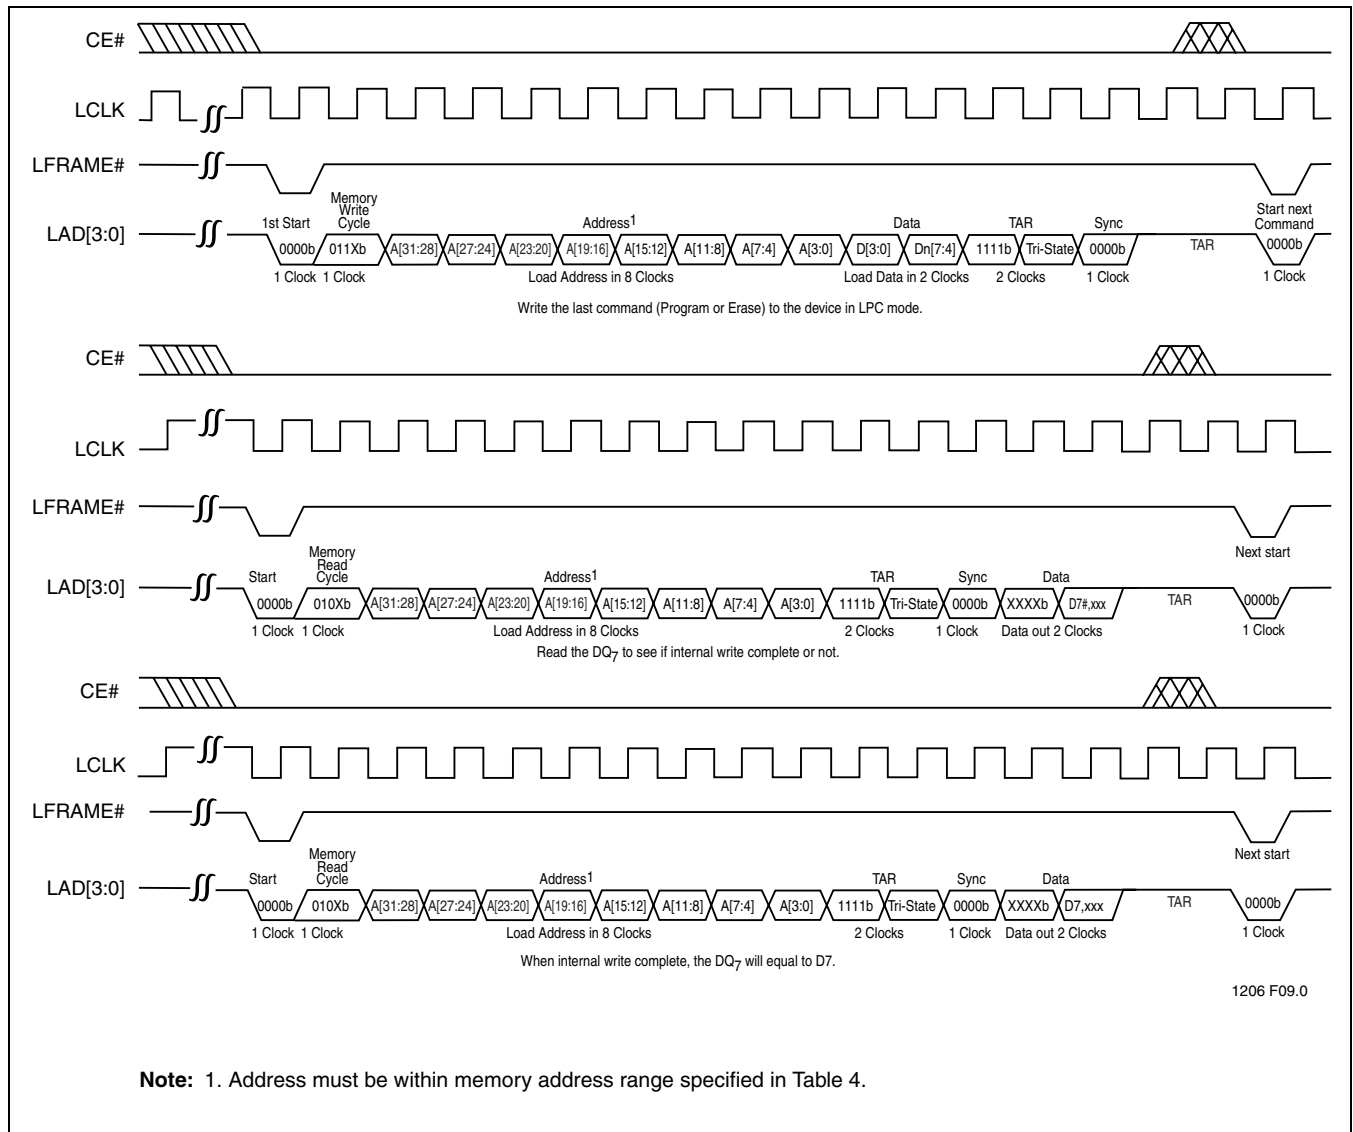 CE#
LCLK
LFRAME#
LAD[3:0]
1st Start
Memory
Write
Cycle
Address1
Data
TAR
Sync
Start next
Command
0000b 011Xb A[31:28] A[27:24] A[23:20] A[19:16] A[15:12] A[11:8] A[7:4] A[3:0] D[3:0] Dn[7:4] 1111b Tri-State 0000b TAR 0000b
1 Clock 1 Clock Load Address in 8 Clocks Load Data in 2 Clocks 2 Clocks 1 Clock 1 Clock
Write the last command (Program or Erase) to the device in LPC mode.
CE#
LCLK
LFRAME#
Next start
LAD[3:0]
Start
Memory
Read
Cycle
Address1
TAR
Sync
Data
0000b 010Xb A[31:28] A[27:24] A[23:20] A[19:16] A[15:12] A[11:8] A[7:4] A[3:0] 1111b Tri-State 0000b XXXXb D7#,xxx TAR 0000b
1 Clock 1 Clock Load Address in 8 Clocks 2 Clocks 1 Clock Data out 2 Clocks 1 Clock
Read the DQ7 to see if internal write complete or not.
CE#
LCLK
LFRAME#
Next start
LAD[3:0]
Start
Memory
Read
Cycle
Address1
TAR
Sync
Data
0000b 010Xb A[31:28] A[27:24] A[23:20] A[19:16] A[15:12] A[11:8] A[7:4] A[3:0] 1111b Tri-State 0000b XXXXb D7,xxx TAR 0000b
1 Clock 1 Clock Load Address in 8 Clocks 2 Clocks 1 Clock Data out 2 Clocks 1 Clock
When internal write complete, the DQ7 will equal to D7.
1206 F09.0
Note: 1. Address must be within memory address range specified in Table 4.